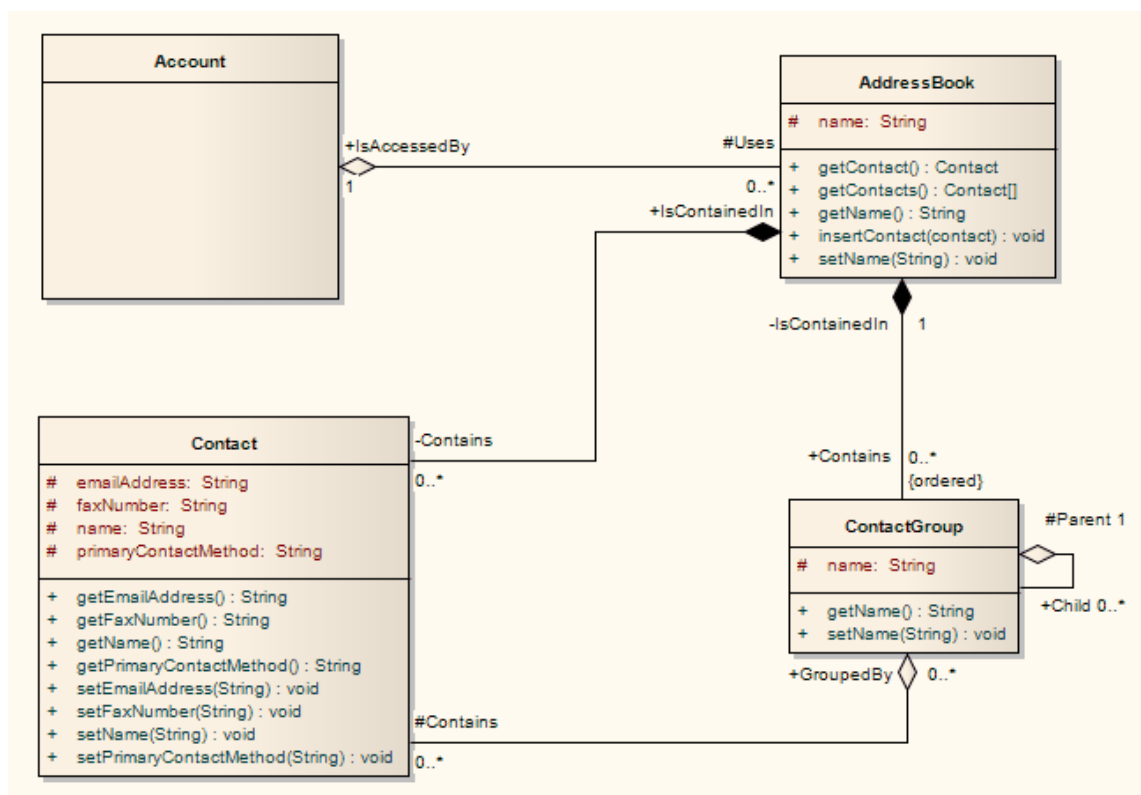 Account
+IsAccessedBy
1
#Uses
0..*
AddressBook
# name: String
+ getContact() : Contact
+ getContacts() : Contact[]
+ getName() : String
+ insertContact(contact) : void
+ setName(String) : void
+IsContainedIn
-IsContainedIn 1
-Contains
0..*
+Contains 0..*
{ordered}
Contact
# emailAddress: String
# faxNumber: String
# name: String
# primaryContactMethod: String
+ getEmailAddress() : String
+ getFaxNumber() : String
+ getName() : String
+ getPrimaryContactMethod() : String
+ setEmailAddress(String) : void
+ setFaxNumber(String) : void
+ setName(String) : void
+ setPrimaryContactMethod(String) : void
ContactGroup
# name: String
+ getName() : String
+ setName(String) : void
#Parent 1
+Child 0..*
+GroupedBy 0..*
#Contains
0..*